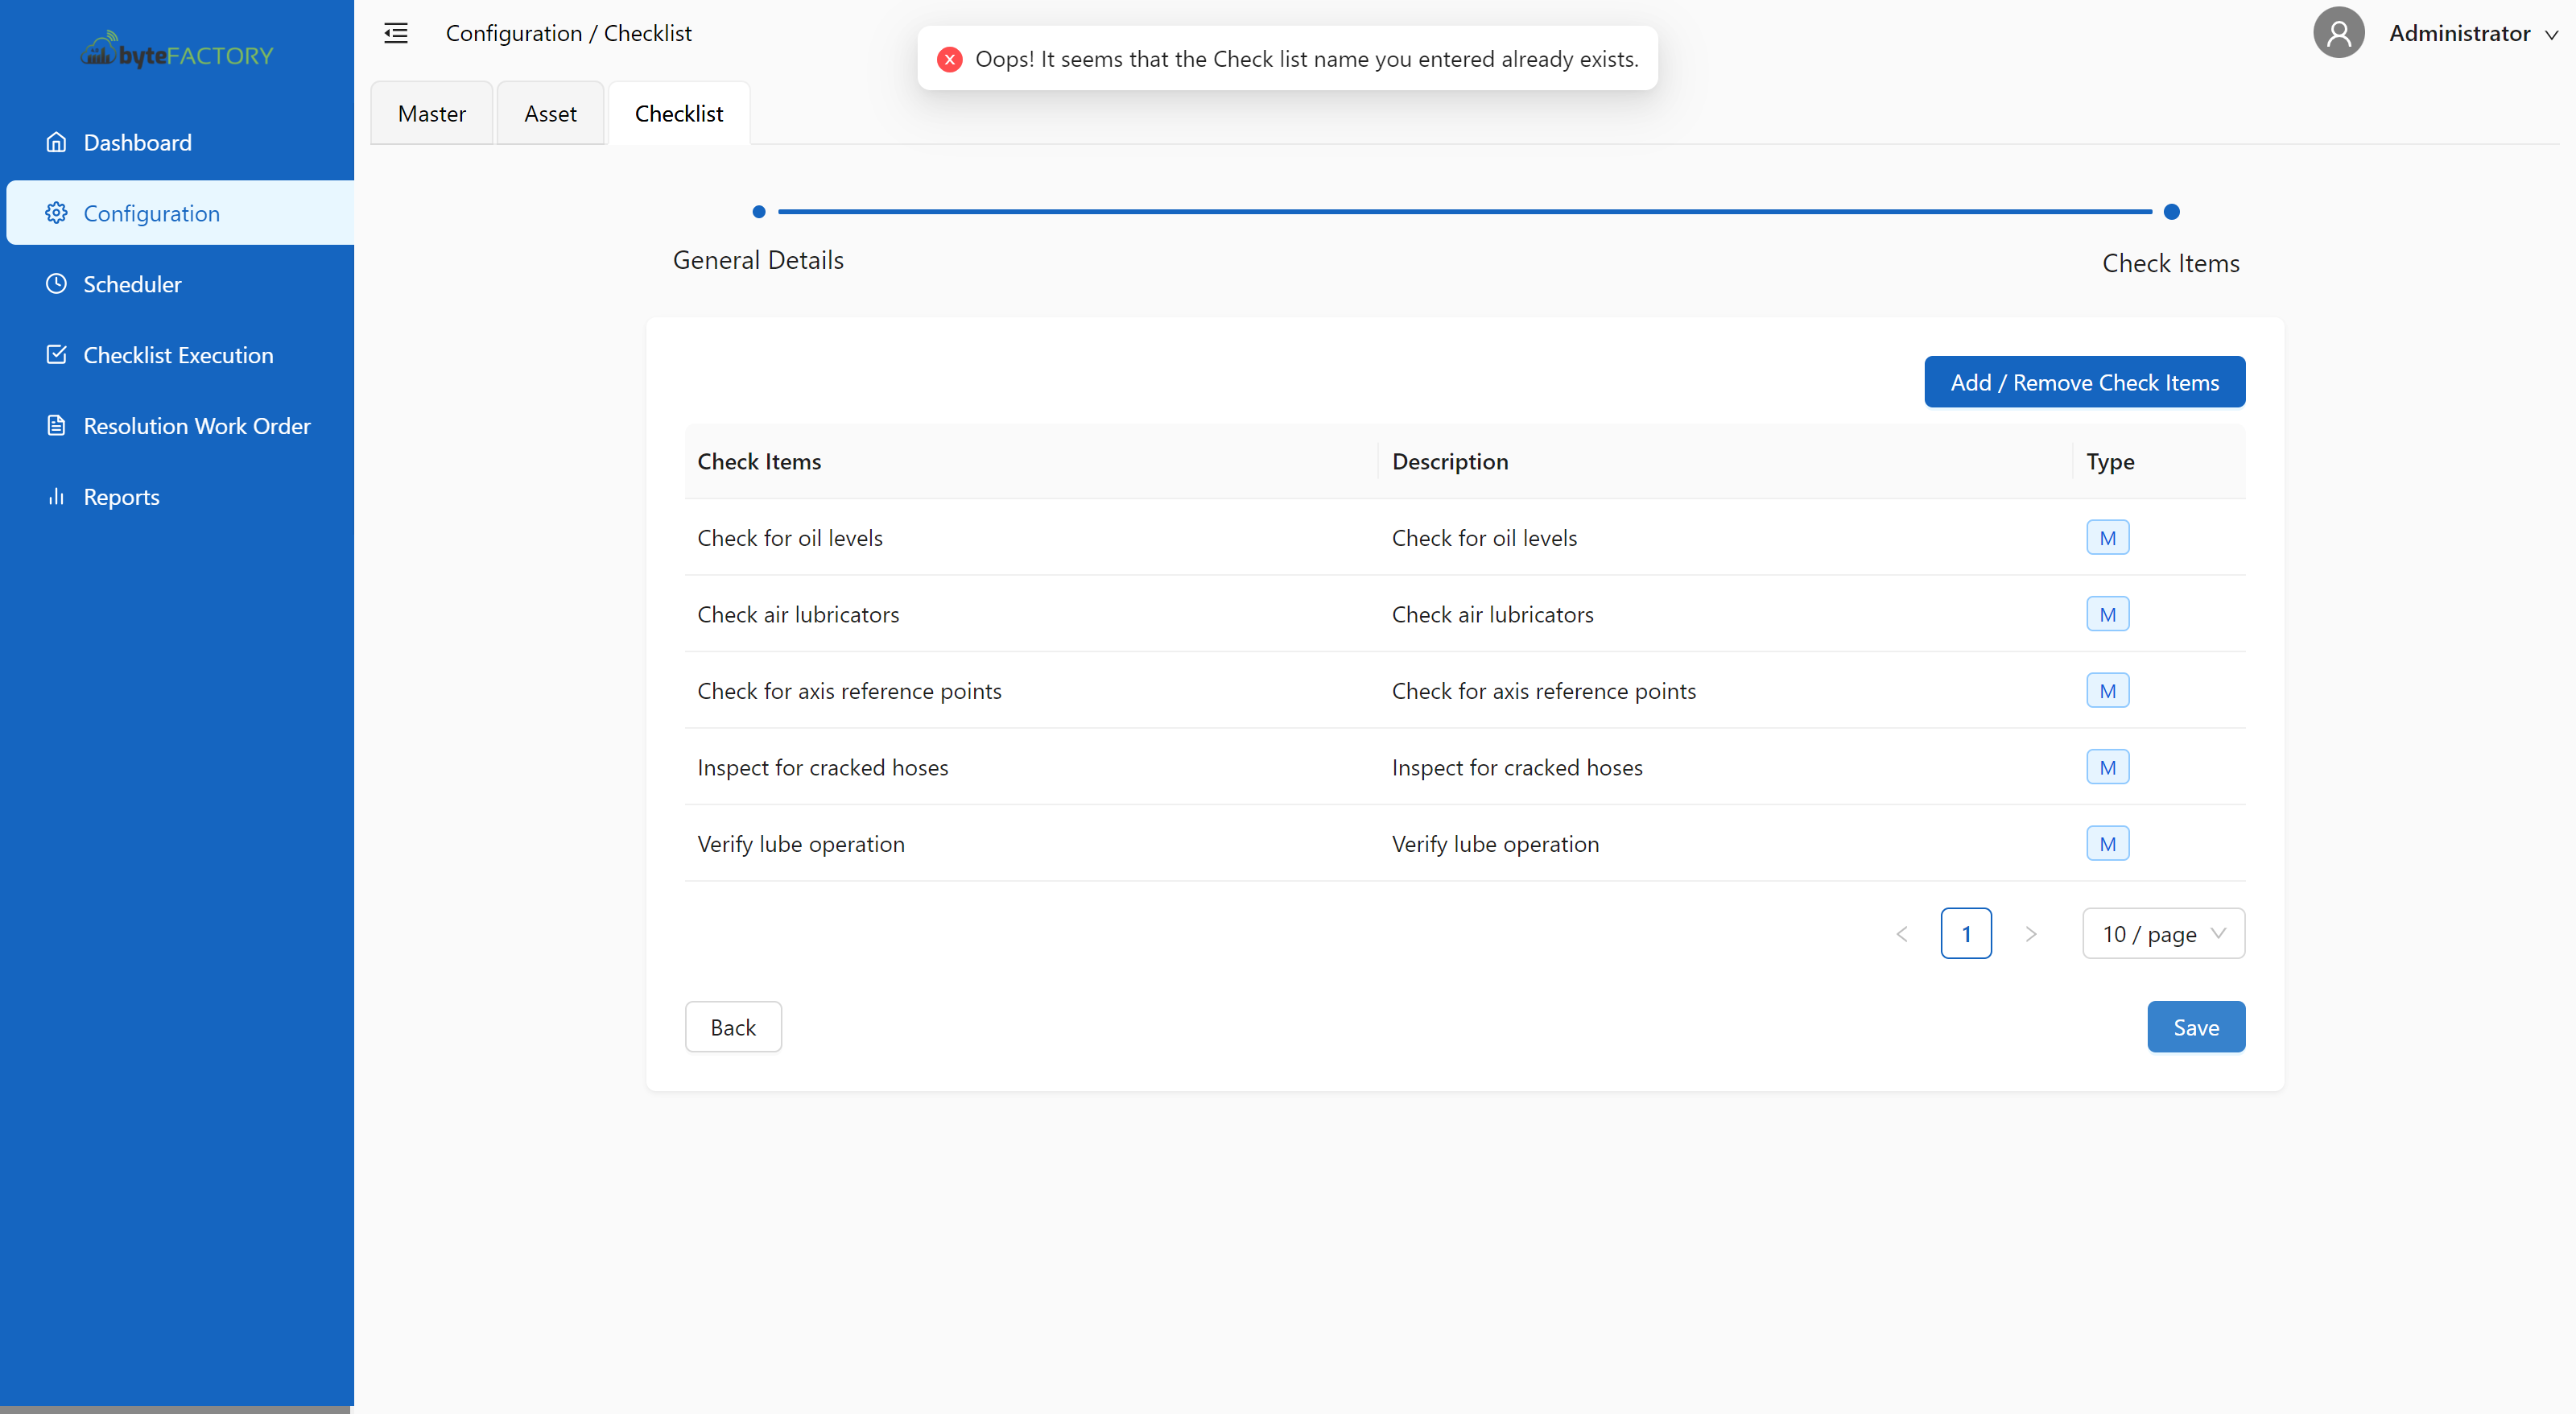 byteFACTORY
Configuration / Checklist
Oops! It seems that the Check list name you entered already exists.
Administrator
Master
Asset
Checklist
Dashboard
Configuration
Scheduler
Checklist Execution
Resolution Work Order
Reports
General Details
Check Items
Add / Remove Check Items
Check Items Description Type
Check for oil levels Check for oil levels M
Check air lubricators Check air lubricators M
Check for axis reference points Check for axis reference points M
Inspect for cracked hoses Inspect for cracked hoses M
Verify lube operation Verify lube operation M
1
10 / page
Back
Save